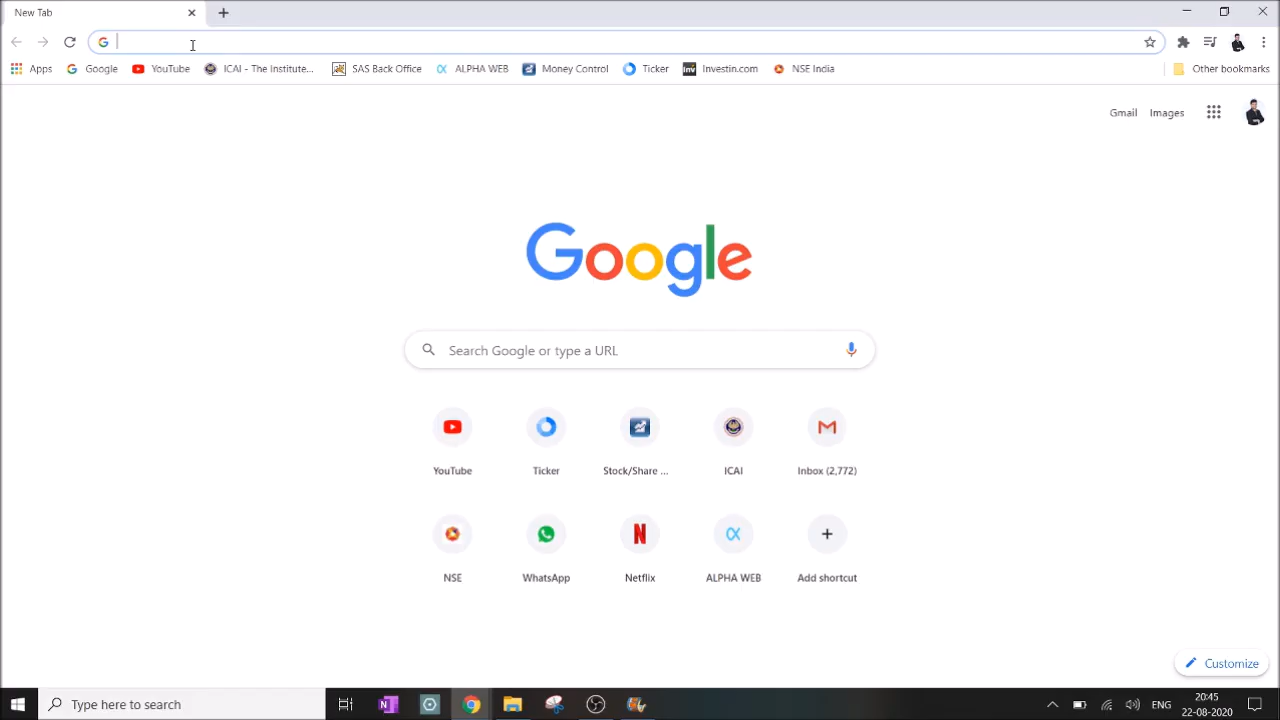 New Tab
Apps Google YouTube ICAI - The Institute... SAS Back Office ALPHA WEB Money Control Ticker inv Investin.com NSE India Other bookmarks
Gmail Images
Google
Search Google or type a URL
YouTube Ticker Stock/Share ... ICAI Inbox (2,772)
NSE WhatsApp Netflix ALPHA WEB Add shortcut
Customize
Type here to search
ENG
20:45
22-08-2020